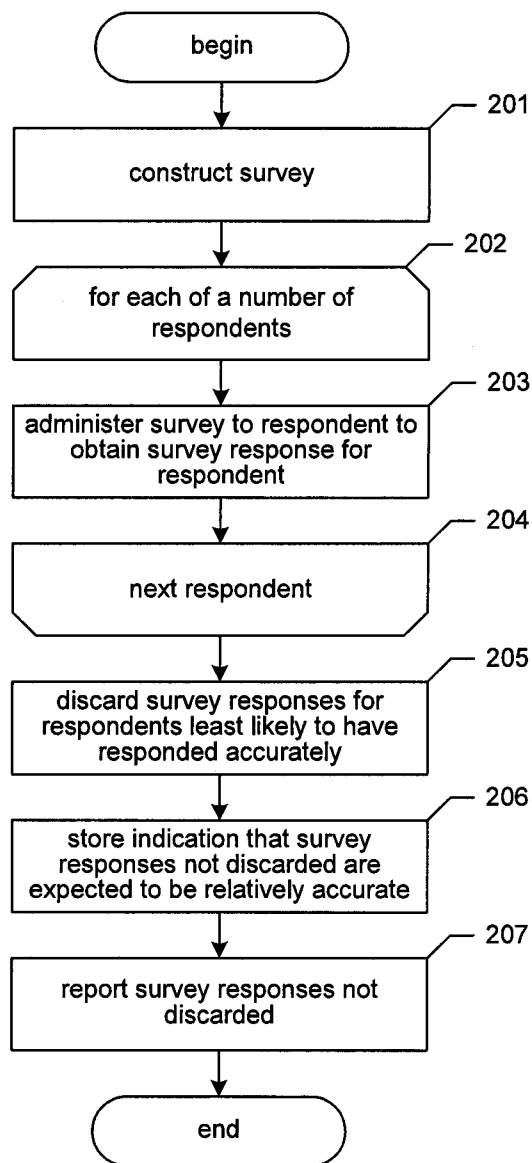 begin
201
construct survey
202
for each of a number of
respondents
203
administer survey to respondent to
obtain survey response for
respondent
204
next respondent
205
discard survey responses for
respondents least likely to have
responded accurately
206
store indication that survey
responses not discarded are
expected to be relatively accurate
207
report survey responses not
discarded
end